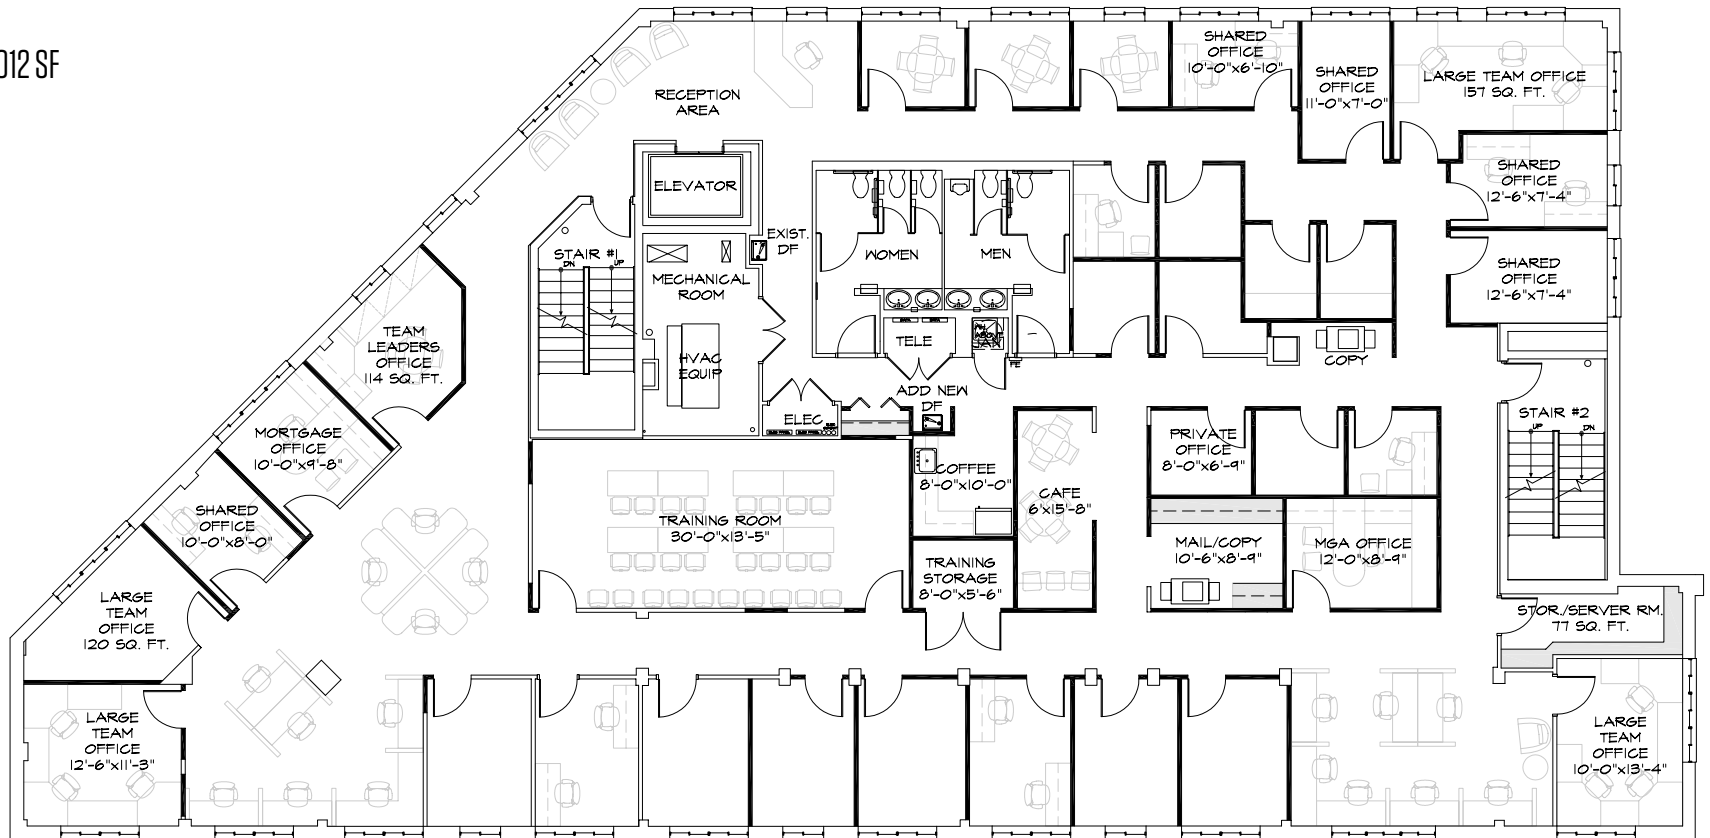 012 SF
RECEPTION
AREA
SHARED
OFFICE
10'-0"x6'-10"
SHARED
OFFICE
11'-0"x7'-0"
LARGE TEAM OFFICE
157 SQ. FT.
SHARED
OFFICE
12'-6"x7'-4"
SHARED
OFFICE
12'-6"x7'-4"
ELEVATOR
EXIST.
DF
STAIR #1
DN
UP
MECHANICAL
ROOM
HVAC
EQUIP
WOMEN
MEN
TELE
FE
ADD NEW
DF
ELEC
COPY
TEAM
LEADERS
OFFICE
114 SQ. FT.
MORTGAGE
OFFICE
10'-0"x9'-8"
SHARED
OFFICE
10'-0"x8'-0"
LARGE
TEAM
OFFICE
120 SQ. FT.
LARGE
TEAM
OFFICE
12'-6"x11'-3"
TRAINING ROOM
30'-0"x13'-5"
COFFEE
8'-0"x10'-0"
TRAINING
STORAGE
8'-0"x5'-6"
CAFE
6'x15'-8"
PRIVATE
OFFICE
8'-0"x6'-9"
MAIL/COPY
10'-6"x8'-9"
MGA OFFICE
12'-0"x8'-9"
STAIR #2
UP
DN
STOR./SERVER RM.
77 SQ. FT.
LARGE
TEAM
OFFICE
10'-0"x13'-4"